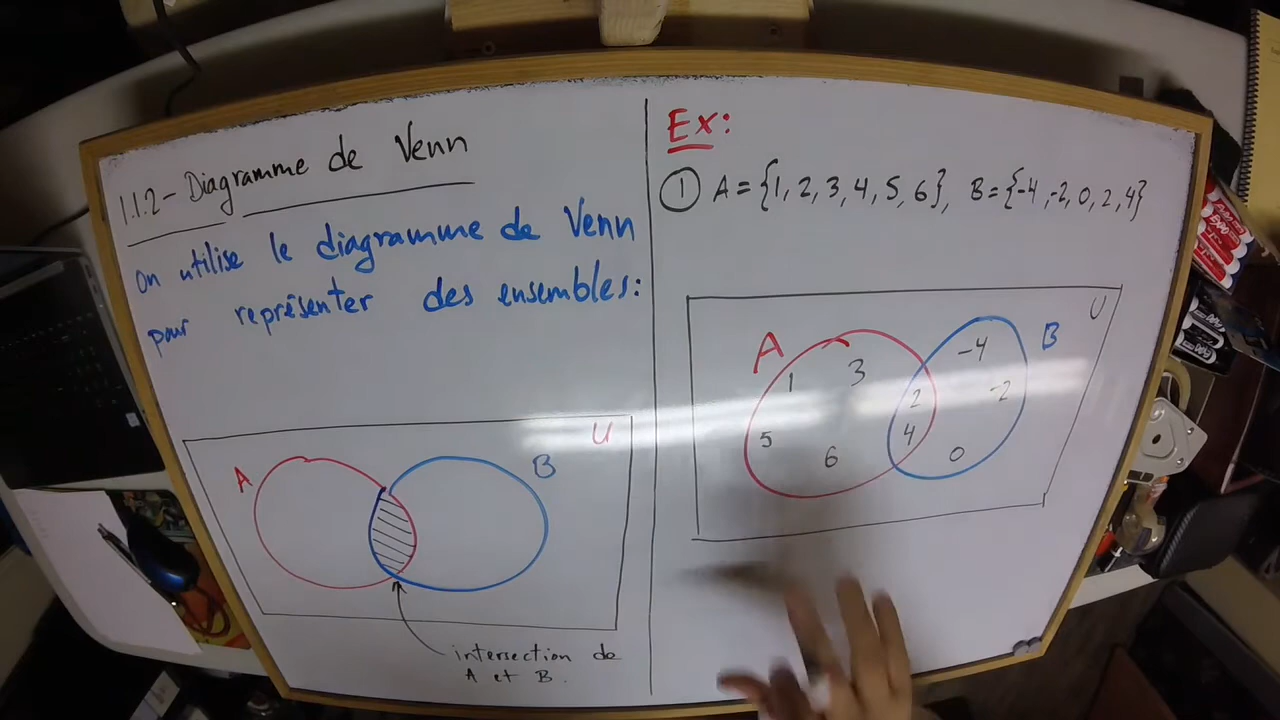 1.1.2- Diagramme de Venn
On utilise le diagramme de Venn
pour représenter des ensembles:
U
A
B
intersection de
A et B.
Ex:
① A = {1, 2, 3, 4, 5, 6}, B = {-4, -2, 0, 2, 4}
U
A
B
1
3
5
6
2
4
-4
-2
0
EXPO